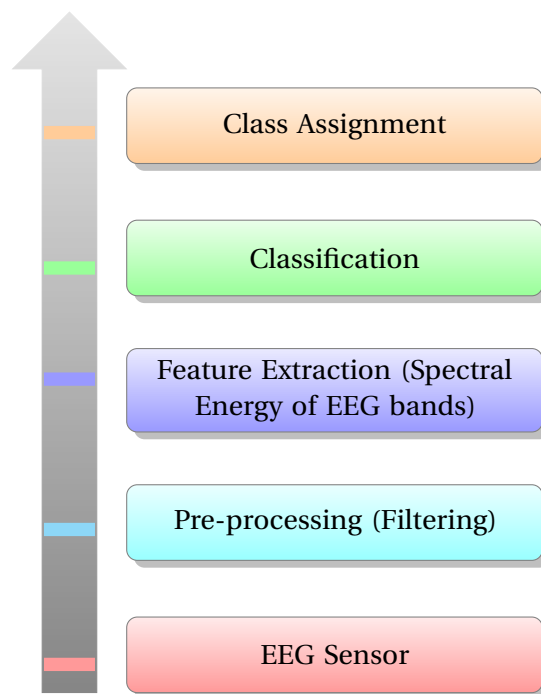 Class Assignment
Classification
Feature Extraction (Spectral
Energy of EEG bands)
Pre-processing (Filtering)
EEG Sensor